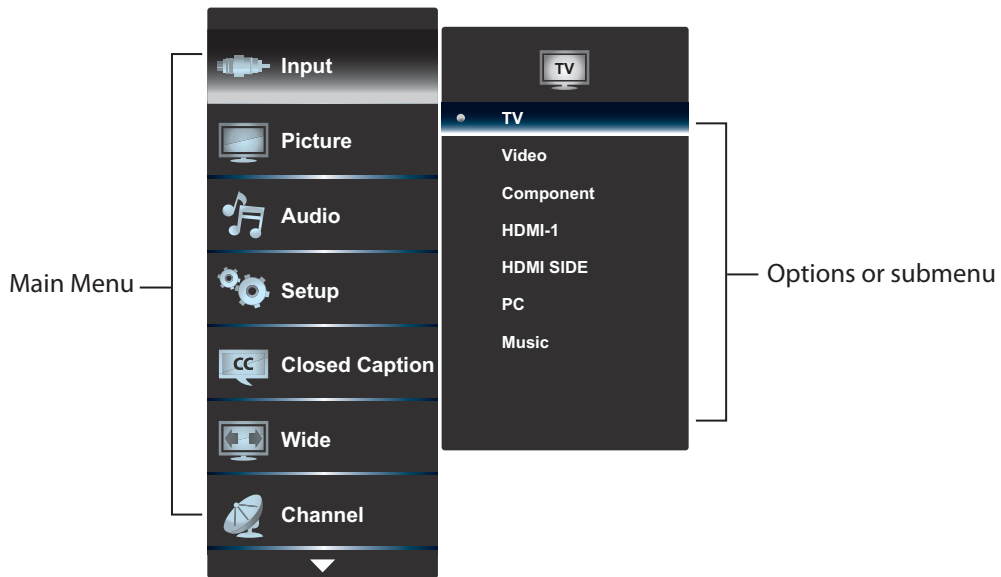 Main Menu
Input
Picture
Audio
Setup
CC
Closed Caption
Wide
Channel
TV
TV
Video
Component
HDMI-1
HDMI SIDE
PC
Music
Options or submenu